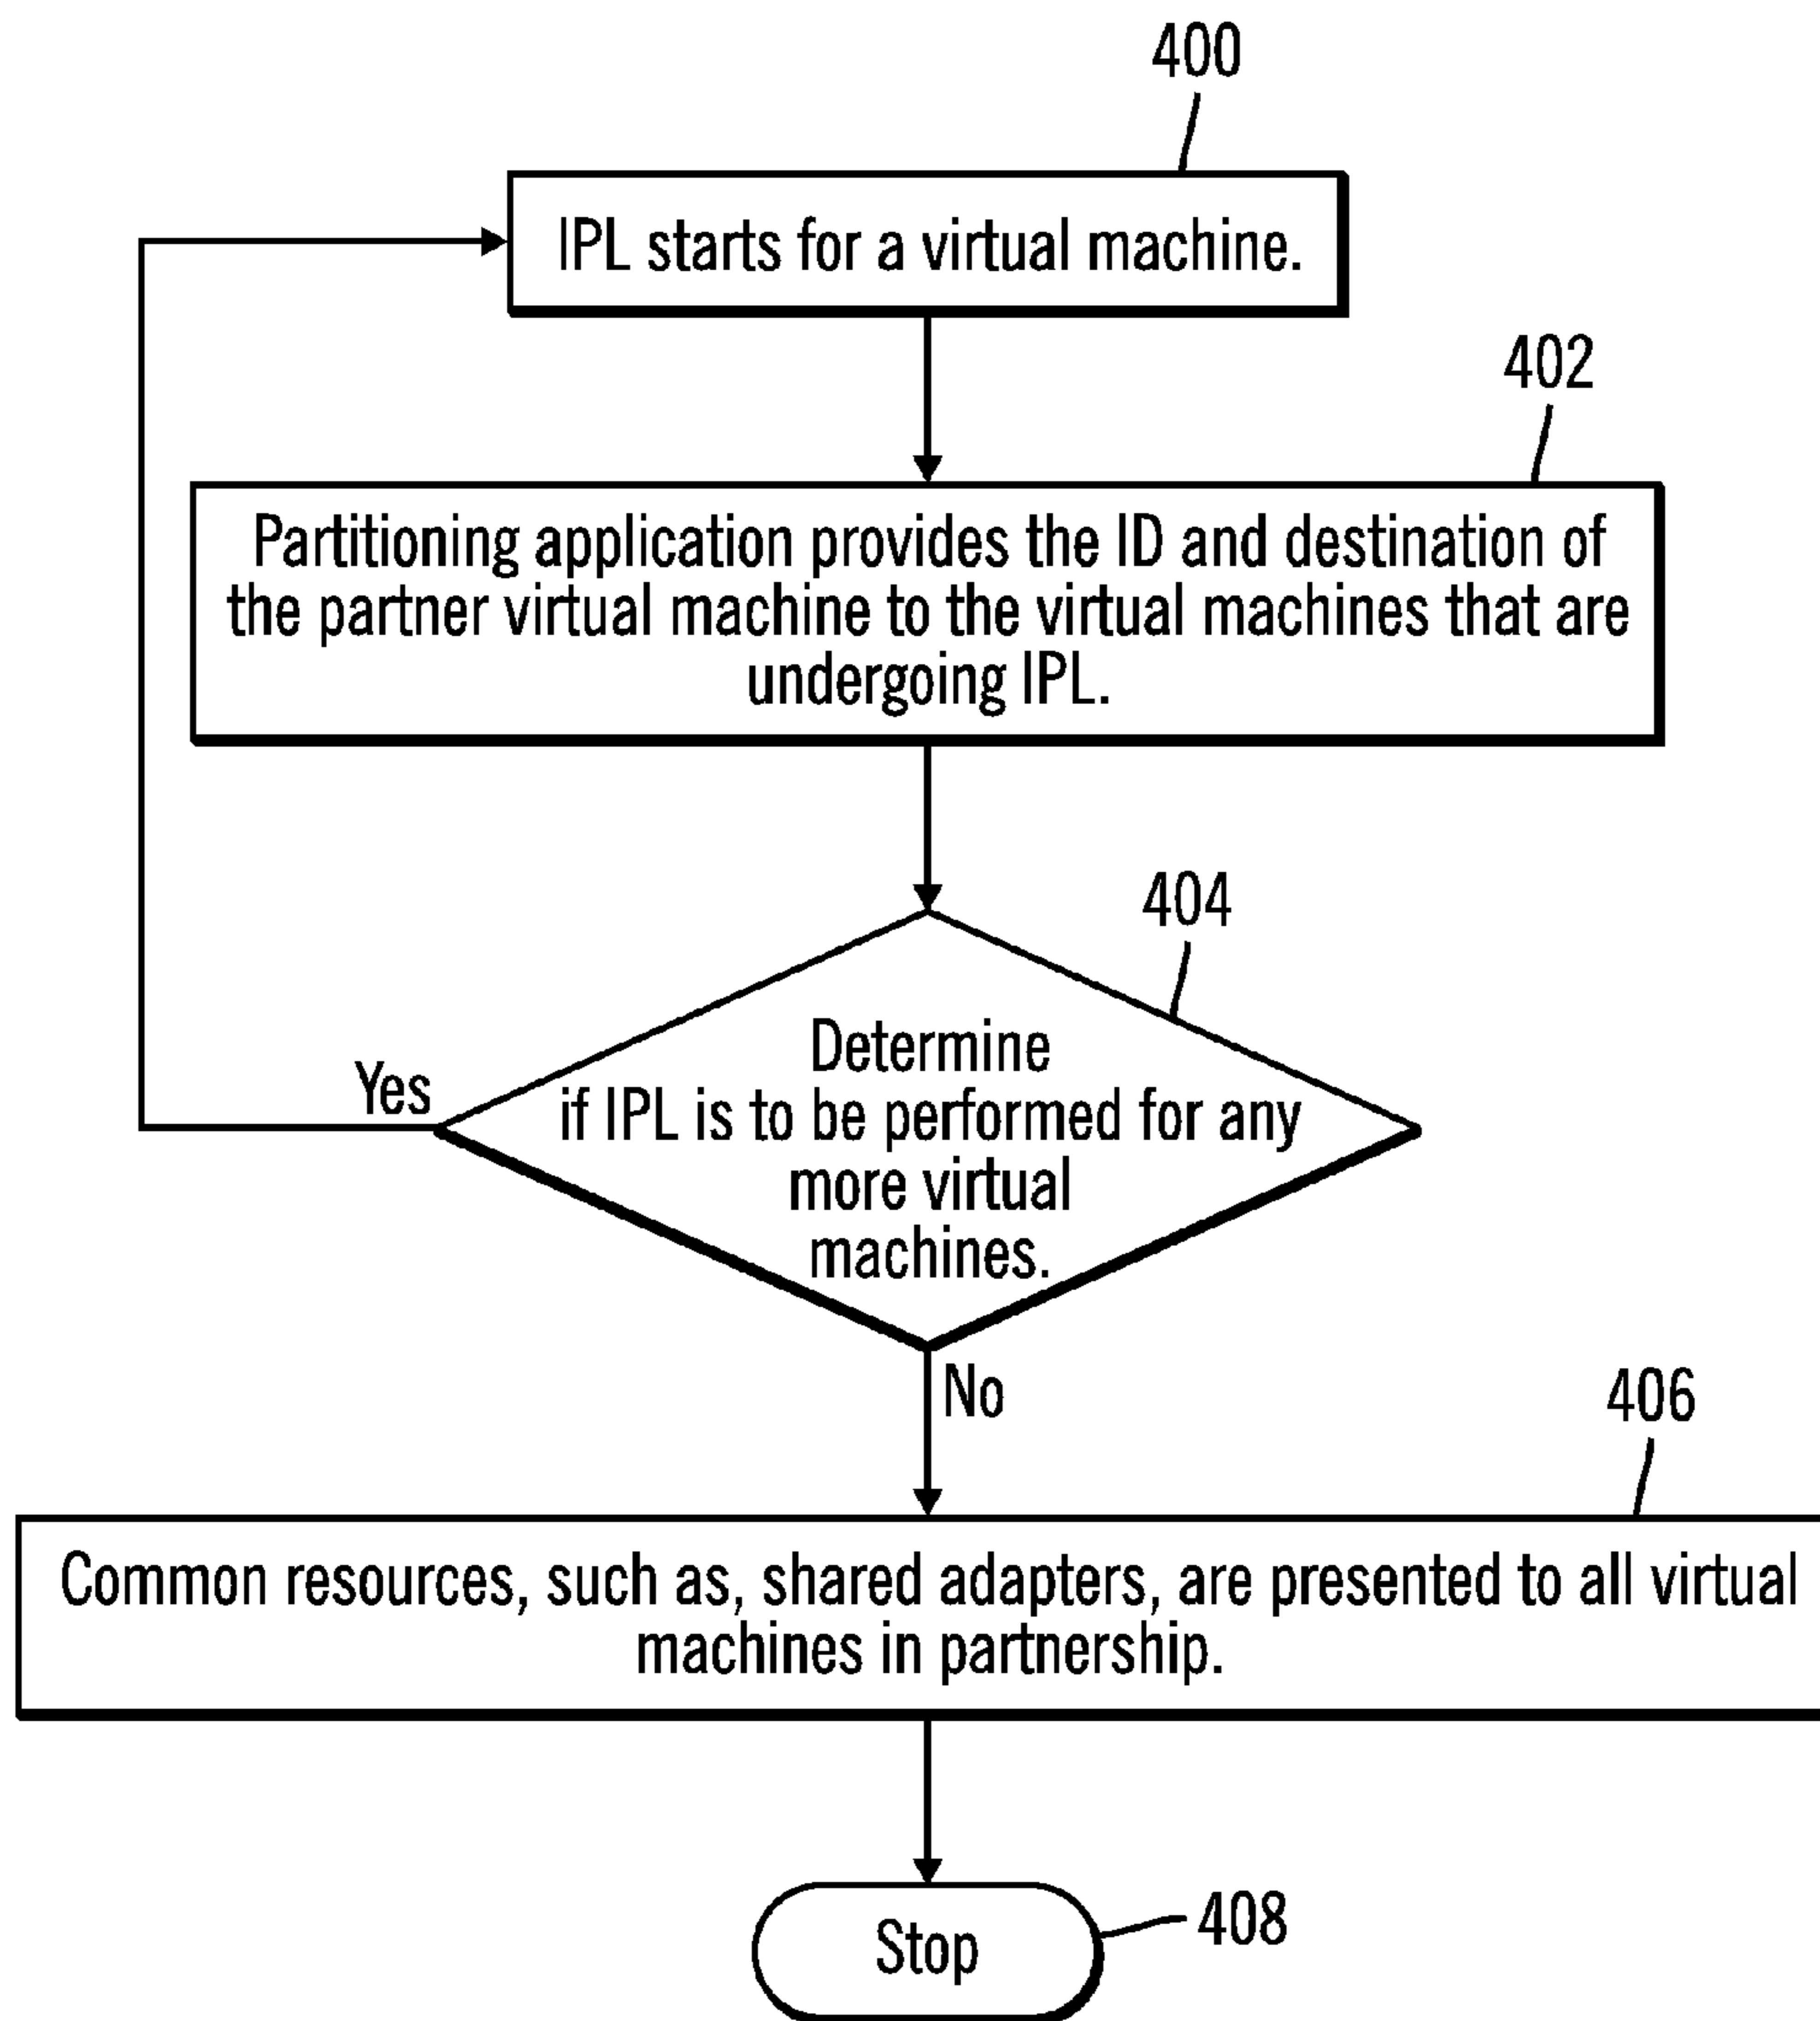 400
IPL starts for a virtual machine.
402
Partitioning application provides the ID and destination of
the partner virtual machine to the virtual machines that are
undergoing IPL.
404
Determine
if IPL is to be performed for any
more virtual
machines.
Yes
No
406
Common resources, such as, shared adapters, are presented to all virtual
machines in partnership.
Stop
408